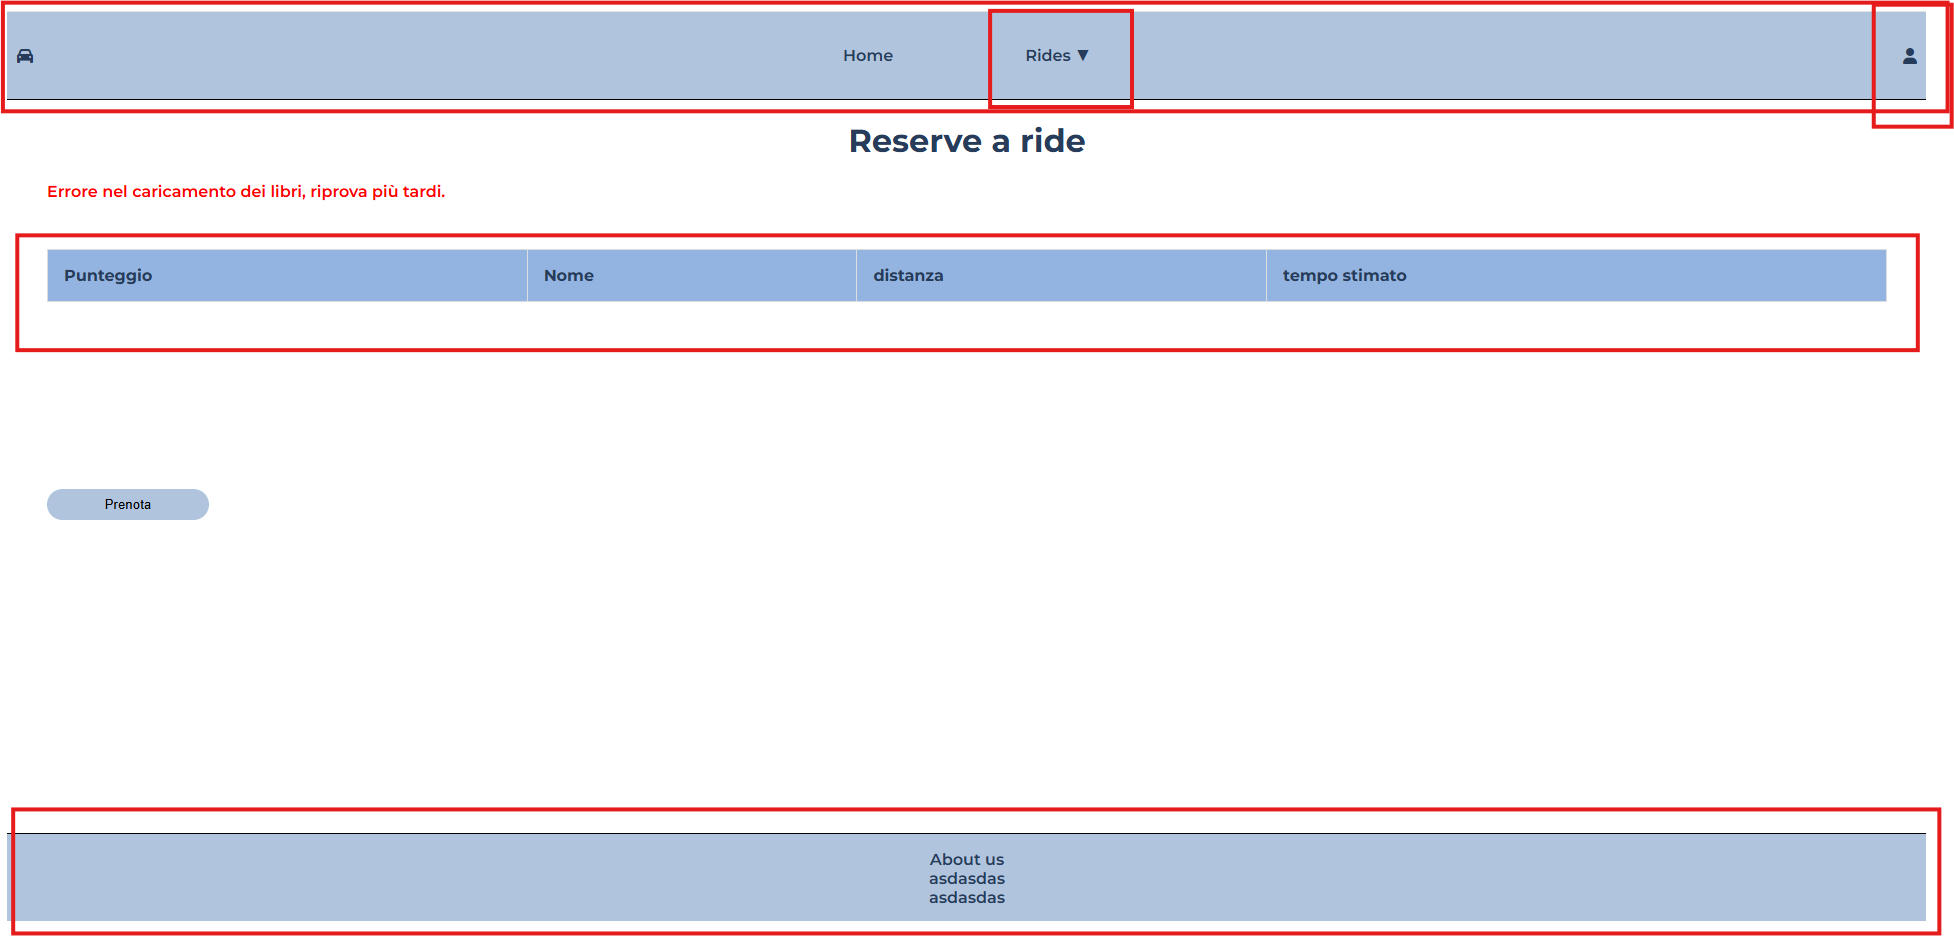 Home Rides ▼
Reserve a ride
Errore nel caricamento dei libri, riprova più tardi.
Punteggio Nome distanza tempo stimato
Prenota
About us
asdasdas
asdasdas